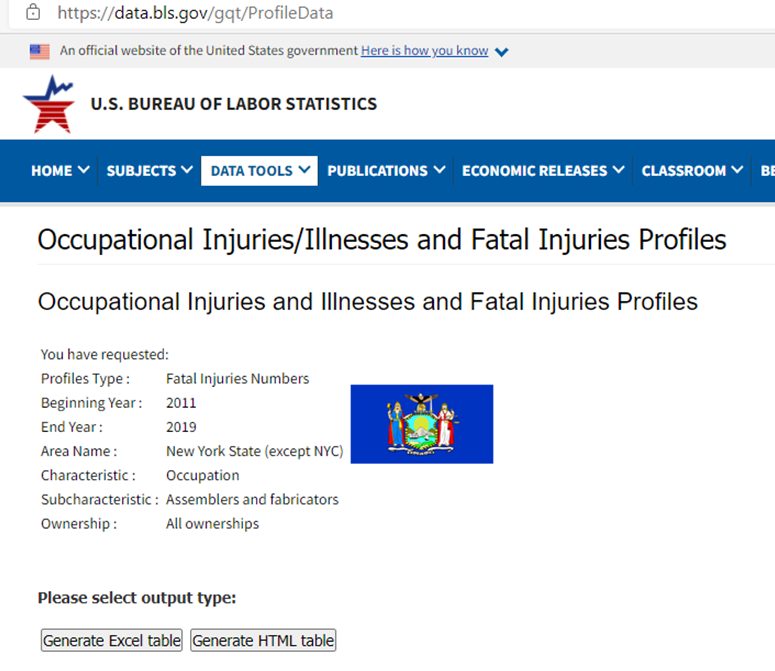 https://data.bls.gov/gqt/ProfileData
An official website of the United States government Here is how you know
U.S. BUREAU OF LABOR STATISTICS
HOME SUBJECTS DATA TOOLS PUBLICATIONS ECONOMIC RELEASES CLASSROOM BE
Occupational Injuries/Illnesses and Fatal Injuries Profiles
Occupational Injuries and Illnesses and Fatal Injuries Profiles
You have requested:
Profiles Type : Fatal Injuries Numbers
Beginning Year : 2011
End Year : 2019
Area Name : New York State (except NYC)
Characteristic : Occupation
Subcharacteristic : Assemblers and fabricators
Ownership : All ownerships
Please select output type:
Generate Excel table Generate HTML table